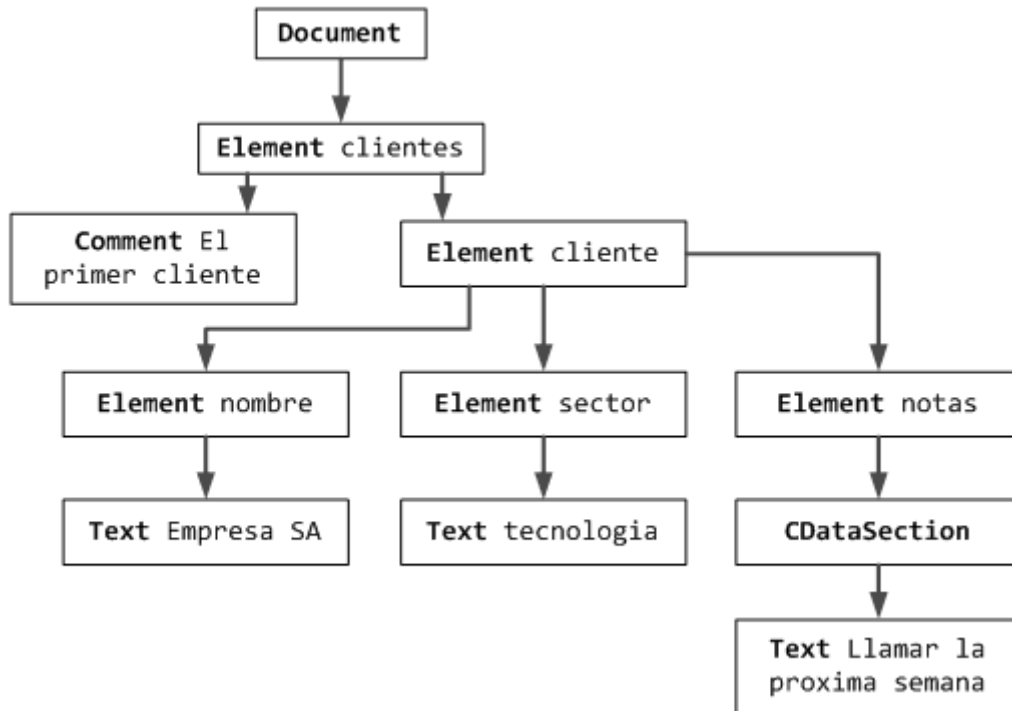 Document
Element clientes
Comment El
primer cliente
Element cliente
Element nombre
Element sector
Element notas
Text Empresa SA
Text tecnologia
CDataSection
Text Llamar la
proxima semana